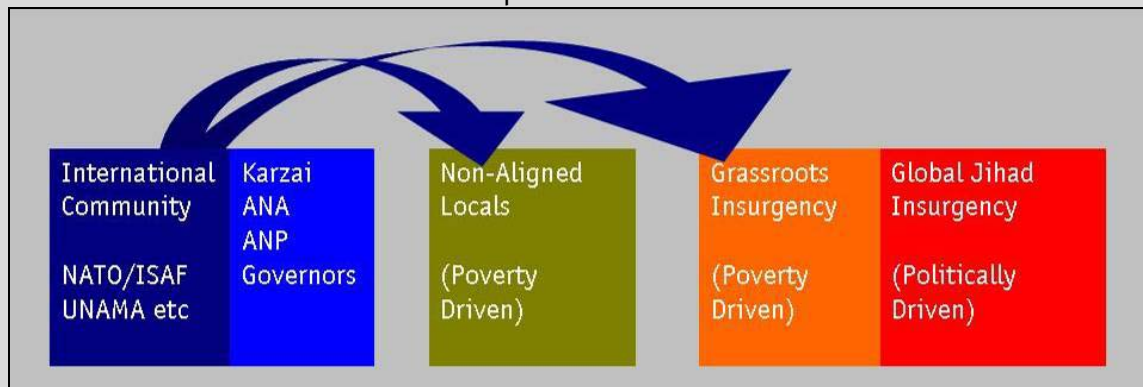 International
Community
NATO/ISAF
UNAMA etc
Karzai
ANA
ANP
Governors
Non-Aligned
Locals
(Poverty
Driven)
Grassroots
Insurgency
(Poverty
Driven)
Global Jihad
Insurgency
(Politically
Driven)